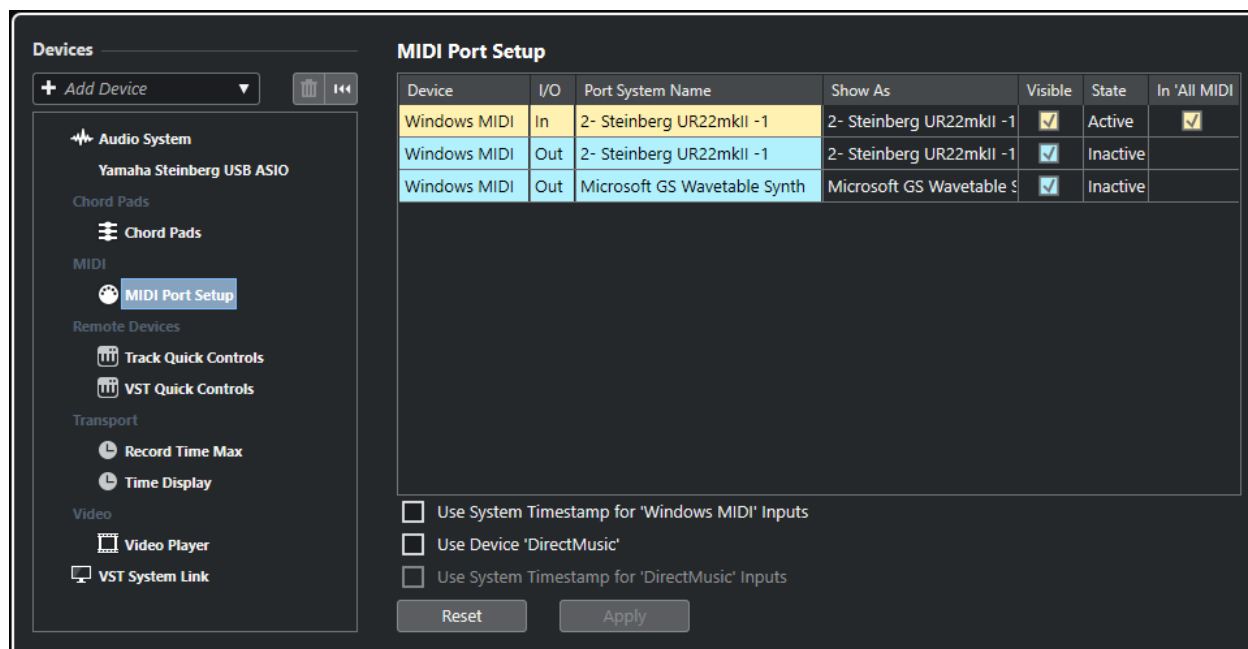 Devices
Add Device
Audio System
Yamaha Steinberg USB ASIO
Chord Pads
Chord Pads
MIDI
MIDI Port Setup
Remote Devices
Track Quick Controls
VST Quick Controls
Transport
Record Time Max
Time Display
Video
Video Player
VST System Link
MIDI Port Setup
Device I/O Port System Name Show As Visible State In 'All MIDI
Windows MIDI In 2- Steinberg UR22mkII -1 2- Steinberg UR22mkII -1 Active
Windows MIDI Out 2- Steinberg UR22mkII -1 2- Steinberg UR22mkII -1 Inactive
Windows MIDI Out Microsoft GS Wavetable Synth Microsoft GS Wavetable S Inactive
Use System Timestamp for 'Windows MIDI' Inputs
Use Device 'DirectMusic'
Use System Timestamp for 'DirectMusic' Inputs
Reset Apply